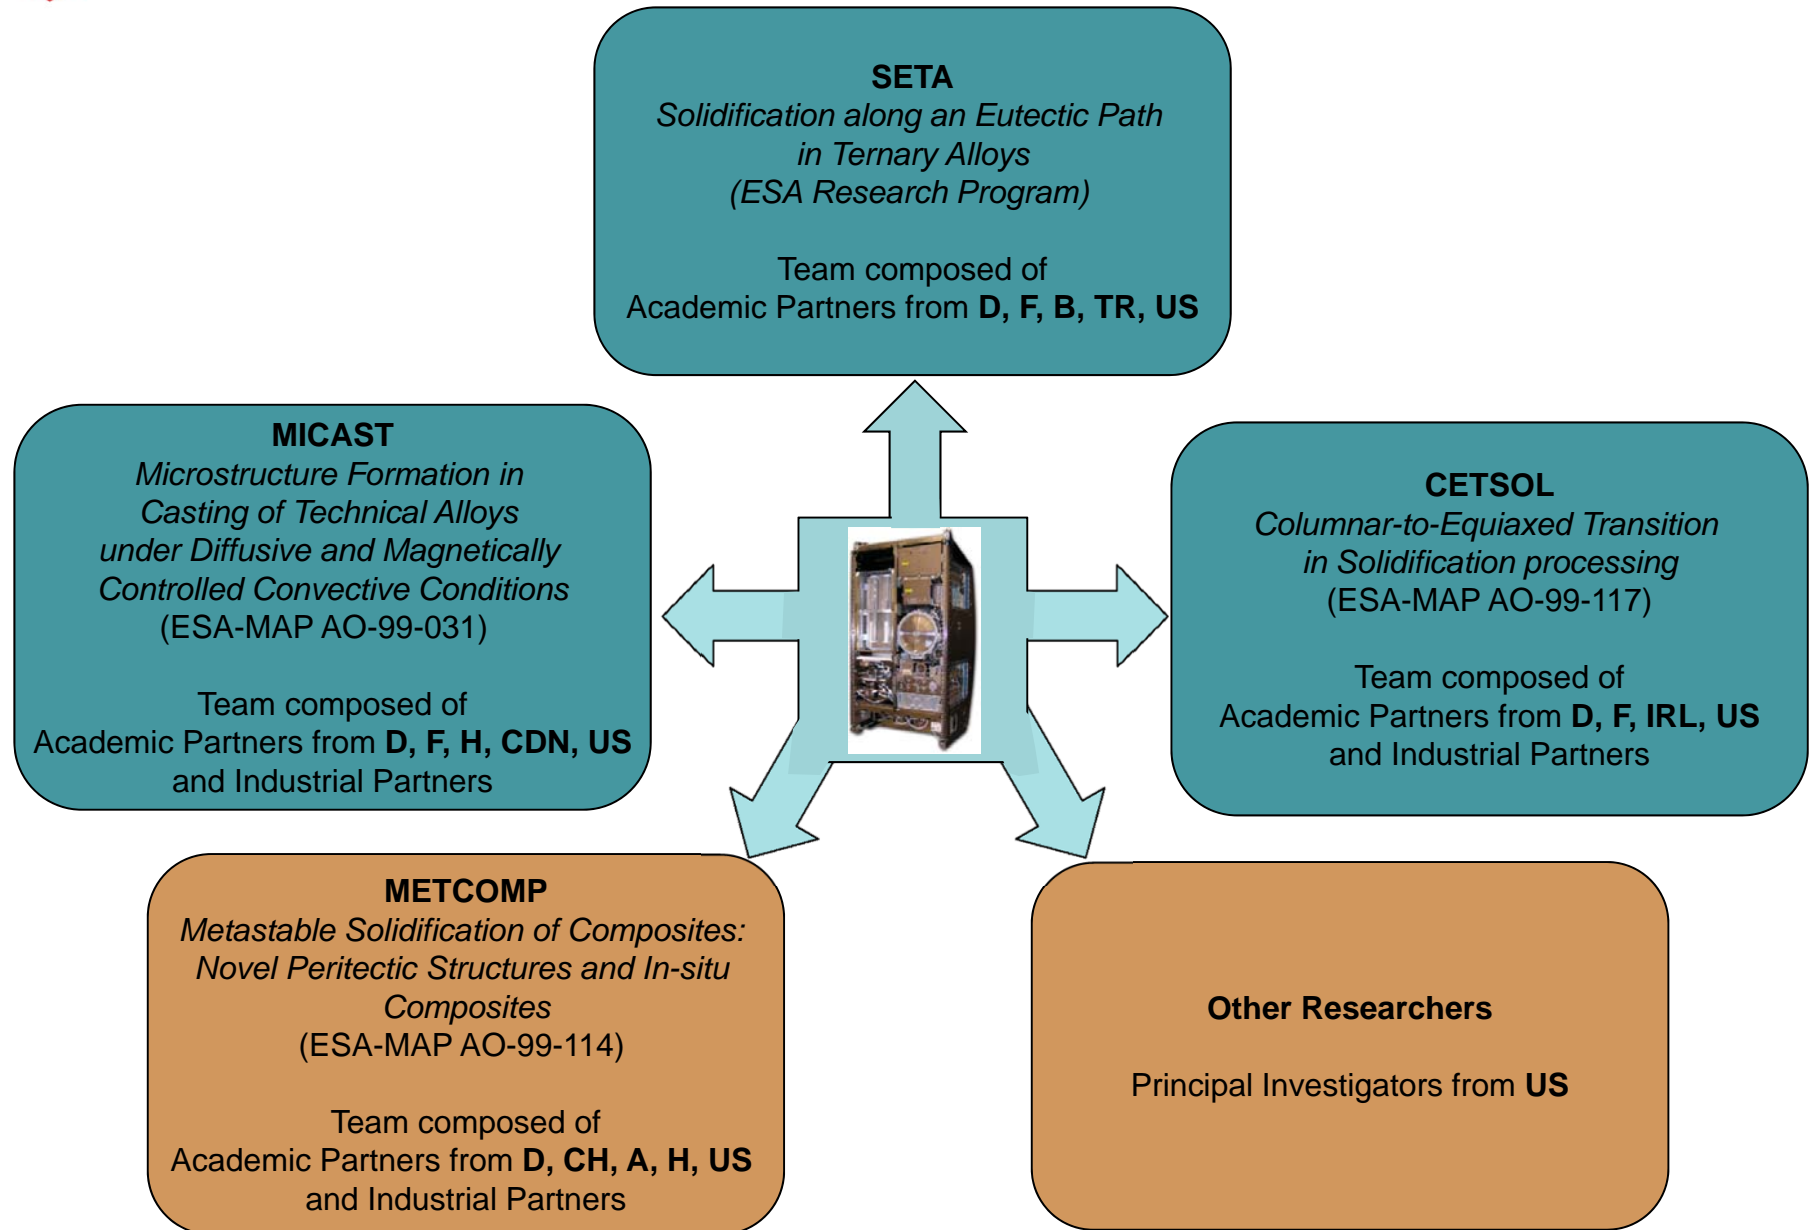 SETA
Solidification along an Eutectic Path
in Ternary Alloys
(ESA Research Program)
Team composed of
Academic Partners from D, F, B, TR, US
MICAST
Microstructure Formation in
Casting of Technical Alloys
under Diffusive and Magnetically
Controlled Convective Conditions
(ESA-MAP AO-99-031)
Team composed of
Academic Partners from D, F, H, CDN, US
and Industrial Partners
CETSOL
Columnar-to-Equiaxed Transition
in Solidification processing
(ESA-MAP AO-99-117)
Team composed of
Academic Partners from D, F, IRL, US
and Industrial Partners
METCOMP
Metastable Solidification of Composites:
Novel Peritectic Structures and In-situ
Composites
(ESA-MAP AO-99-114)
Team composed of
Academic Partners from D, CH, A, H, US
and Industrial Partners
Other Researchers
Principal Investigators from US